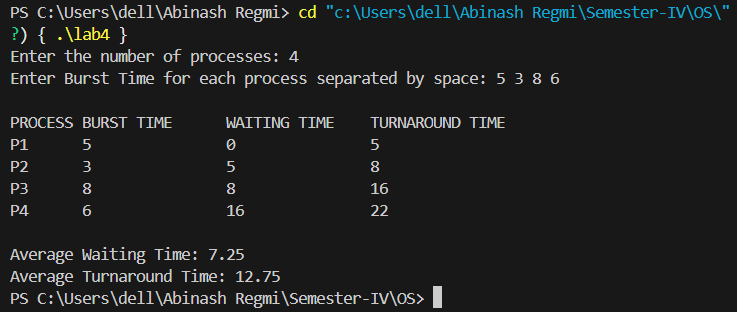 PS C:\Users\dell\Abinash Regmi> cd "c:\Users\dell\Abinash Regmi\Semester-IV\OS\"
?) { .\lab4 }
Enter the number of processes: 4
Enter Burst Time for each process separated by space: 5 3 8 6
PROCESS BURST TIME WAITING TIME TURNAROUND TIME
P1 5 0 5
P2 3 5 8
P3 8 8 16
P4 6 16 22
Average Waiting Time: 7.25
Average Turnaround Time: 12.75
PS C:\Users\dell\Abinash Regmi\Semester-IV\OS>